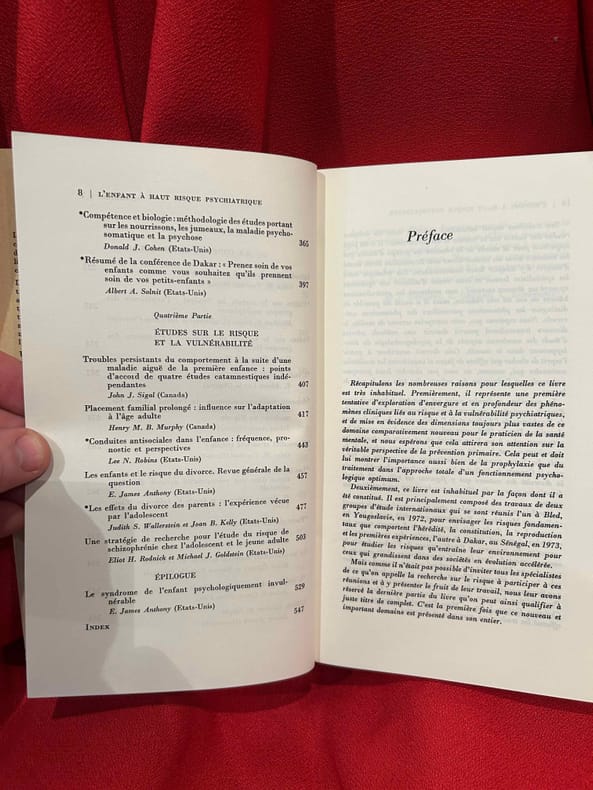 8 | L'ENFANT À HAUT RISQUE PSYCHIATRIQUE
*Compétence et biologie : méthodologie des études portant
sur les nourrissons, les jumeaux, la maladie psycho-
somatique et la psychose 365
Donald J. Cohen (Etats-Unis)
*Résumé de la conférence de Dakar : « Prenez soin de vos
enfants comme vous souhaitez qu'ils prennent
soin de vos petits-enfants » 397
Albert A. Solnit (Etats-Unis)
Quatrième Partie
ÉTUDES SUR LE RISQUE
ET LA VULNÉRABILITÉ
Troubles persistants du comportement à la suite d'une
maladie aiguë de la première enfance : points
d'accord de quatre études catamnestiques indé-
pendantes 407
John J. Sigal (Canada)
Placement familial prolongé : influence sur l'adaptation
à l'âge adulte 417
Henry M. B. Murphy (Canada)
*Conduites antisociales dans l'enfance : fréquence, pro-
nostic et perspectives 443
Lee N. Robins (Etats-Unis)
Les enfants et le risque du divorce. Revue générale de la
question 457
E. James Anthony (Etats-Unis)
*Les effets du divorce des parents : l'expérience vécue
par l'adolescent 477
Judith S. Wallerstein et Joan B. Kelly (Etats-Unis)
Une stratégie de recherche pour l'étude du risque de
schizophrénie chez l'adolescent et le jeune adulte 503
Eliot H. Rodnick et Michael J. Goldstein (Etats-Unis)
ÉPILOGUE
Le syndrome de l'enfant psychologiquement invul-
nérable 529
E. James Anthony (Etats-Unis)
INDEX 547
Préface
Récapitulons les nombreuses raisons pour lesquelles ce livre
est très inhabituel. Premièrement, il représente une première
tentative d'exploration d'envergure et en profondeur des phéno-
mènes cliniques liés au risque et à la vulnérabilité psychiatriques,
et de mise en évidence des dimensions toujours plus vastes de ce
domaine comparativement nouveau pour le praticien de la santé
mentale, et nous espérons que cela attirera son attention sur la
véritable perspective de la prévention primaire. Cela peut et doit
lui montrer l'importance aussi bien de la prophylaxie que du
traitement dans l'approche totale d'un fonctionnement psycho-
logique optimum.
Deuxièmement, ce livre est inhabituel par la façon dont il a
été constitué. Il est principalement composé des travaux de deux
groupes d'étude internationaux qui se sont réunis l'un à Bled,
en Yougoslavie, en 1972, pour envisager les risques fondamen-
taux que comportent l'hérédité, la constitution, la reproduction
et les premières expériences, l'autre à Dakar, au Sénégal, en 1973,
pour étudier les risques qu'entraîne leur environnement pour
ceux qui grandissent dans des sociétés en évolution accélérée.
Mais comme il n'était pas possible d'inviter tous les spécialistes
de ce qu'on appelle la recherche sur le risque à participer à ces
réunions et à y présenter le fruit de leur travail, nous leur avons
réservé la dernière partie du livre qu'on peut ainsi qualifier à
juste titre de complet. C'est la première fois que ce nouveau et
important domaine est présenté dans son entier.